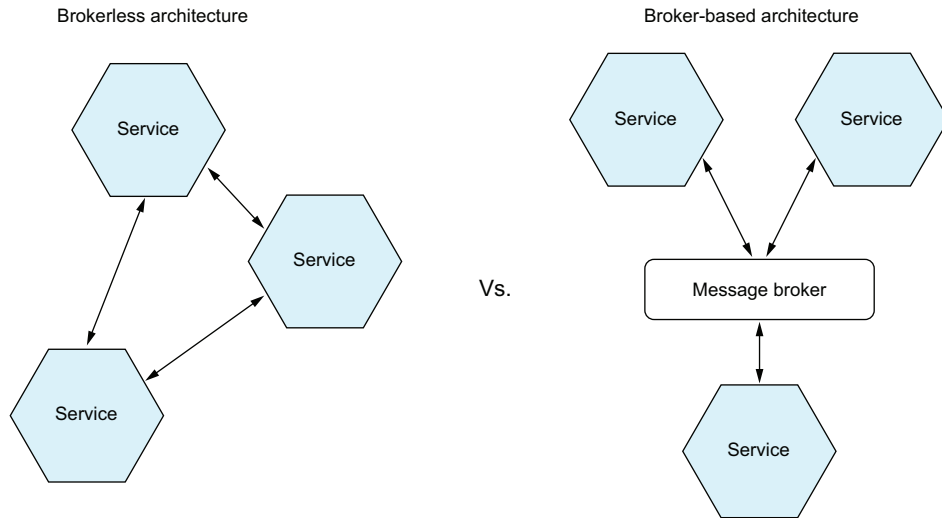 Brokerless architecture
Broker-based architecture
Service
Service
Service
Service
Service
Vs.
Message broker
Service